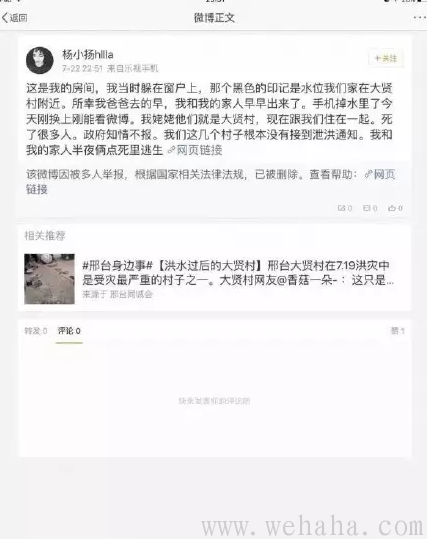 返回
微博正文
杨小扬hilla
7-22 22:51 来自乐视手机
+关注
这是我的房间，我当时躲在窗户上，那个黑色的印记是水位我们家在大贤
村附近。所幸我爸爸去的早，我和我的家人早早出来了。手机掉水里了今
天刚换上刚能看微博。我姥姥他们就是大贤村，现在跟我们住在一起。死
了很多人。政府知情不报。我们这几个村子根本没有接到泄洪通知。我和
我的家人半夜俩点死里逃生 网页链接
该微博因被多人举报，根据国家相关法律法规，已被删除。查看帮助：网页
链接
0 0 0
相关推荐
#邢台身边事#【洪水过后的大贤村】邢台大贤村在7.19洪灾中
是受灾最严重的村子之一。大贤村网友@香菇一朵-：这只是...
来源于 邢台同城会
转发 0 评论 0 赞 1
www.wehaha.com